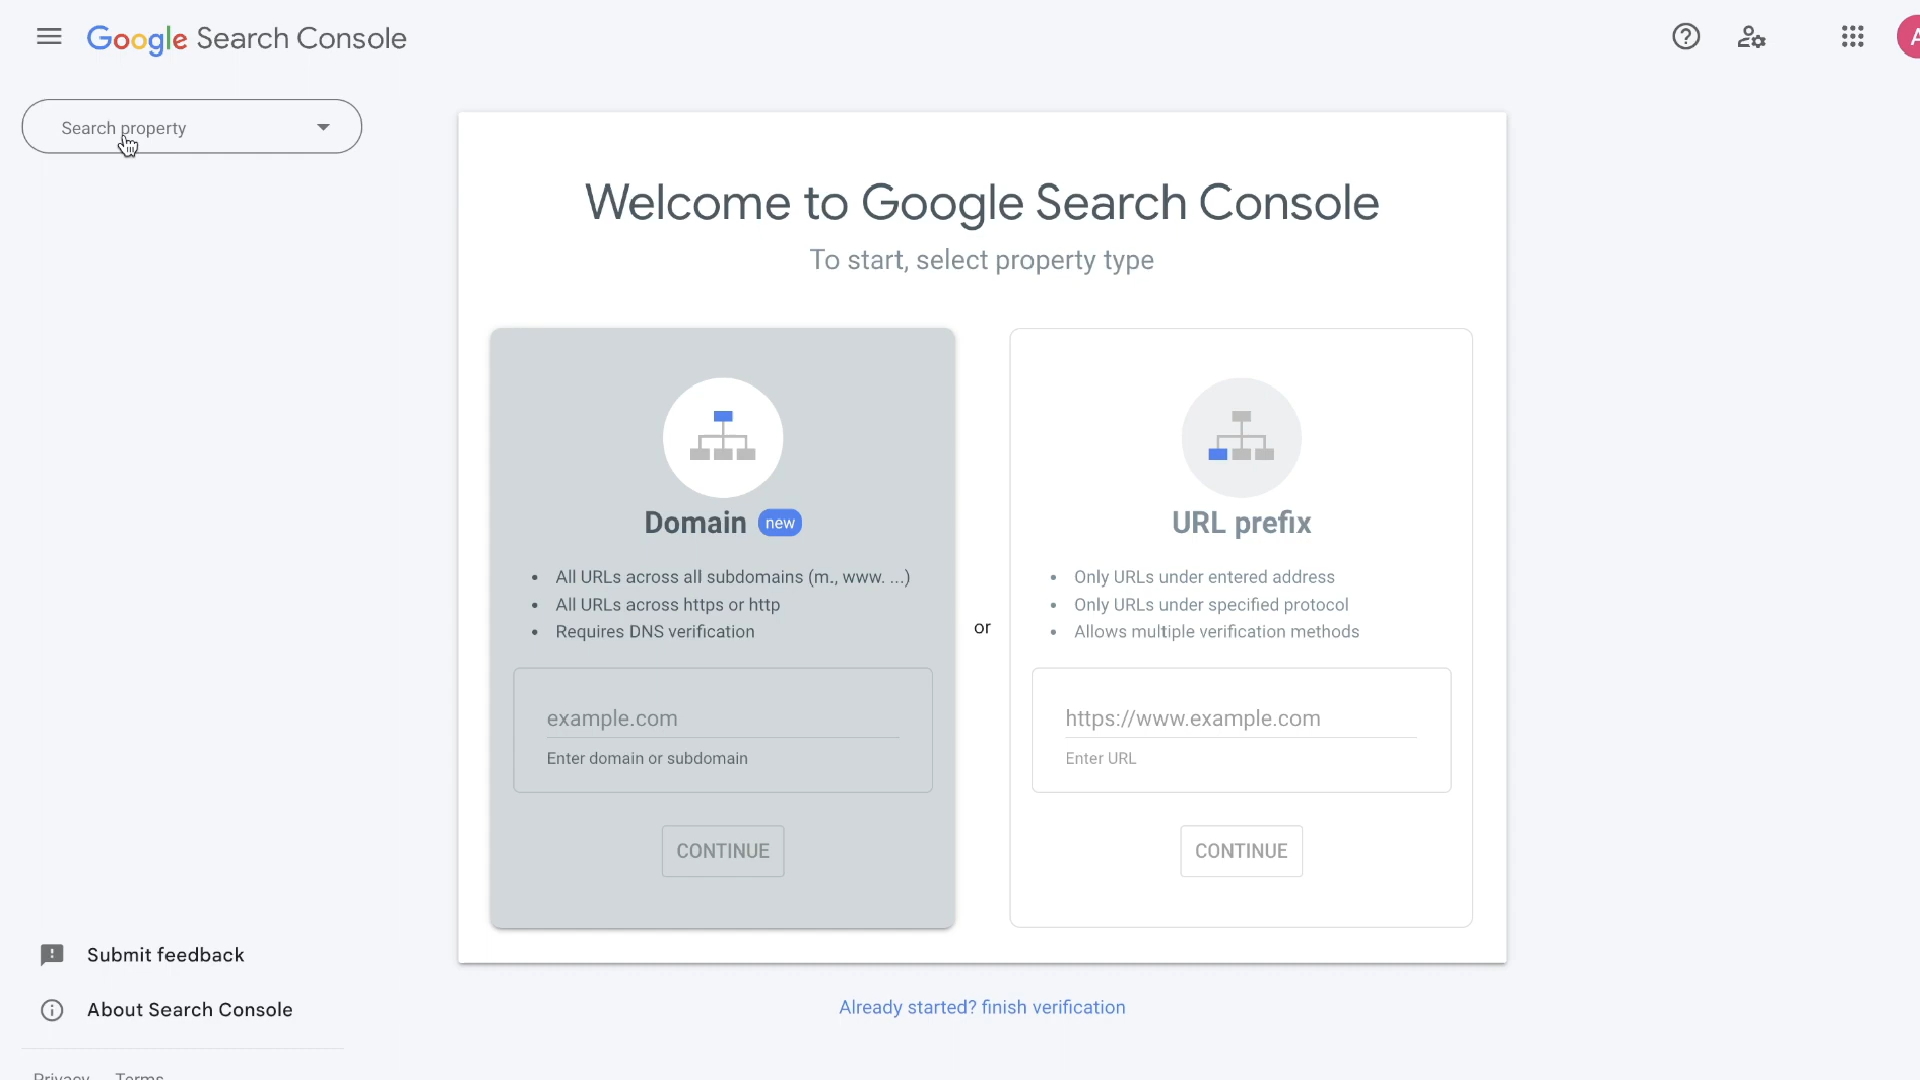 Google Search Console
A
Search property
Welcome to Google Search Console
To start, select property type
Domain new
• All URLs across all subdomains (m., www. ...)
• All URLs across https or http
• Requires DNS verification
example.com
Enter domain or subdomain
CONTINUE
or
URL prefix
• Only URLs under entered address
• Only URLs under specified protocol
• Allows multiple verification methods
https://www.example.com
Enter URL
CONTINUE
Submit feedback
About Search Console
Already started? finish verification
Privacy Terms